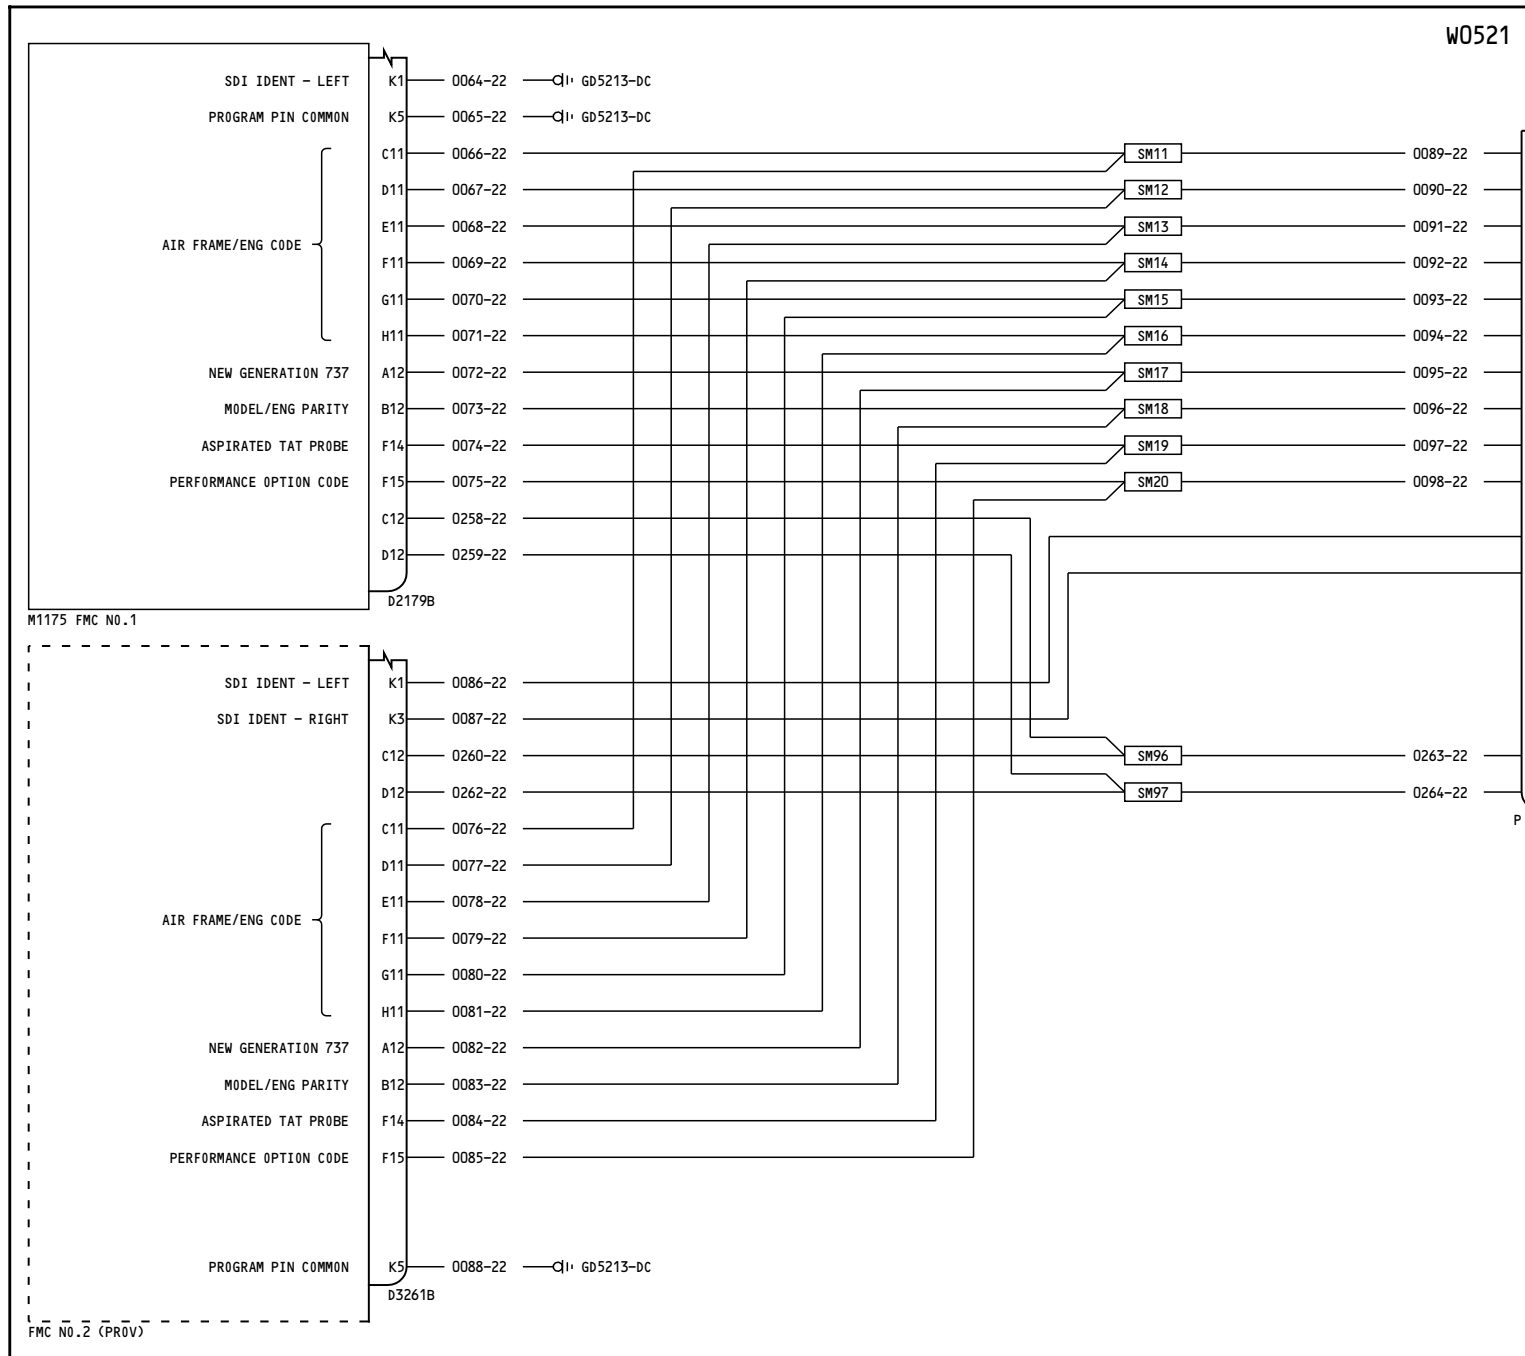 W0521
SDI IDENT – LEFT K1 0064–22 GD5213–DC
PROGRAM PIN COMMON K5 0065–22 GD5213–DC
C11 0066–22 SM11 0089–22
D11 0067–22 SM12 0090–22
E11 0068–22 SM13 0091–22
AIR FRAME/ENG CODE
F11 0069–22 SM14 0092–22
G11 0070–22 SM15 0093–22
H11 0071–22 SM16 0094–22
NEW GENERATION 737 A12 0072–22 SM17 0095–22
MODEL/ENG PARITY B12 0073–22 SM18 0096–22
ASPIRATED TAT PROBE F14 0074–22 SM19 0097–22
PERFORMANCE OPTION CODE F15 0075–22 SM20 0098–22
C12 0258–22
D12 0259–22
D2179B
M1175 FMC NO.1
SDI IDENT – LEFT K1 0086–22
SDI IDENT – RIGHT K3 0087–22
C12 0260–22 SM96 0263–22
D12 0262–22 SM97 0264–22
P
C11 0076–22
D11 0077–22
E11 0078–22
AIR FRAME/ENG CODE
F11 0079–22
G11 0080–22
H11 0081–22
NEW GENERATION 737 A12 0082–22
MODEL/ENG PARITY B12 0083–22
ASPIRATED TAT PROBE F14 0084–22
PERFORMANCE OPTION CODE F15 0085–22
PROGRAM PIN COMMON K5 0088–22 GD5213–DC
D3261B
FMC NO.2 (PROV)